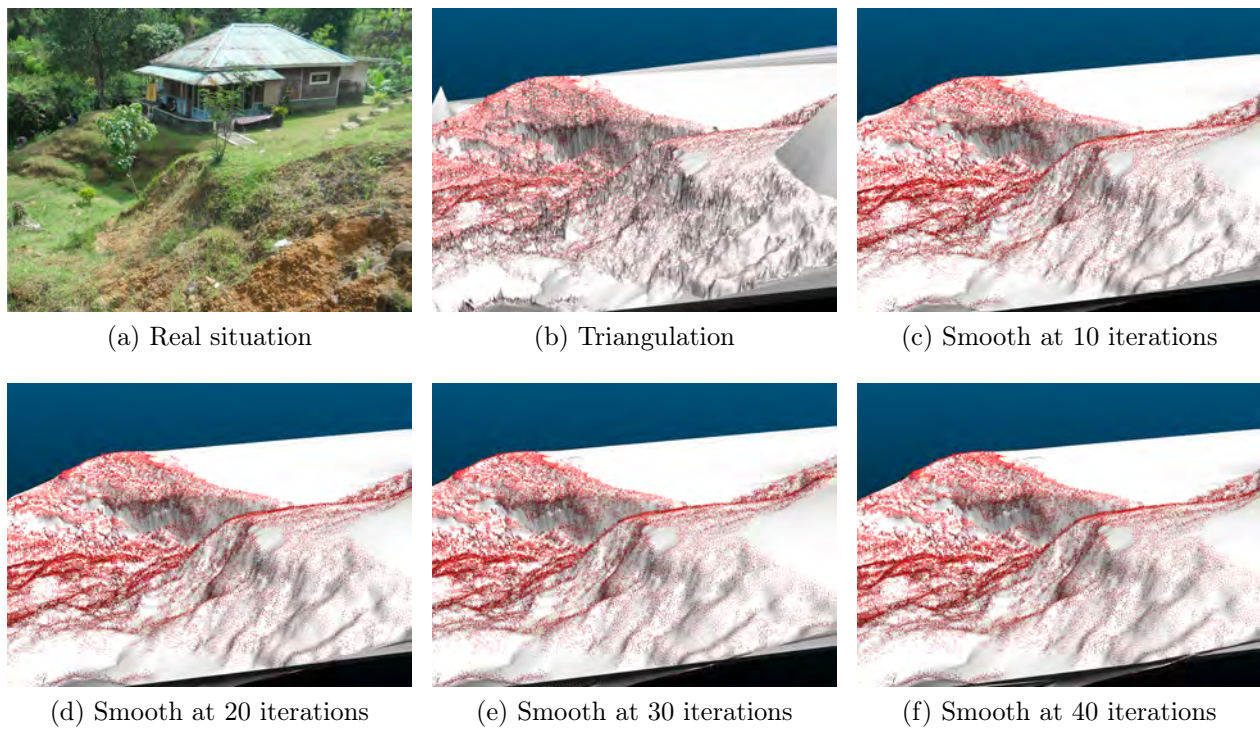 (a) Real situation
(b) Triangulation
(c) Smooth at 10 iterations
(d) Smooth at 20 iterations
(e) Smooth at 30 iterations
(f) Smooth at 40 iterations